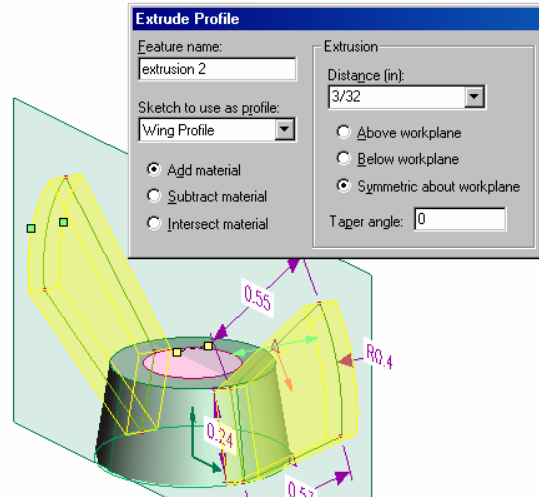 Extrude Profile
Feature name:
extrusion 2
Sketch to use as profile:
Wing Profile
Add material
Subtract material
Intersect material
Extrusion
Distance (in):
3/32
Above workplane
Below workplane
Symmetric about workplane
Taper angle: 0
0.55
R0.4
0.24